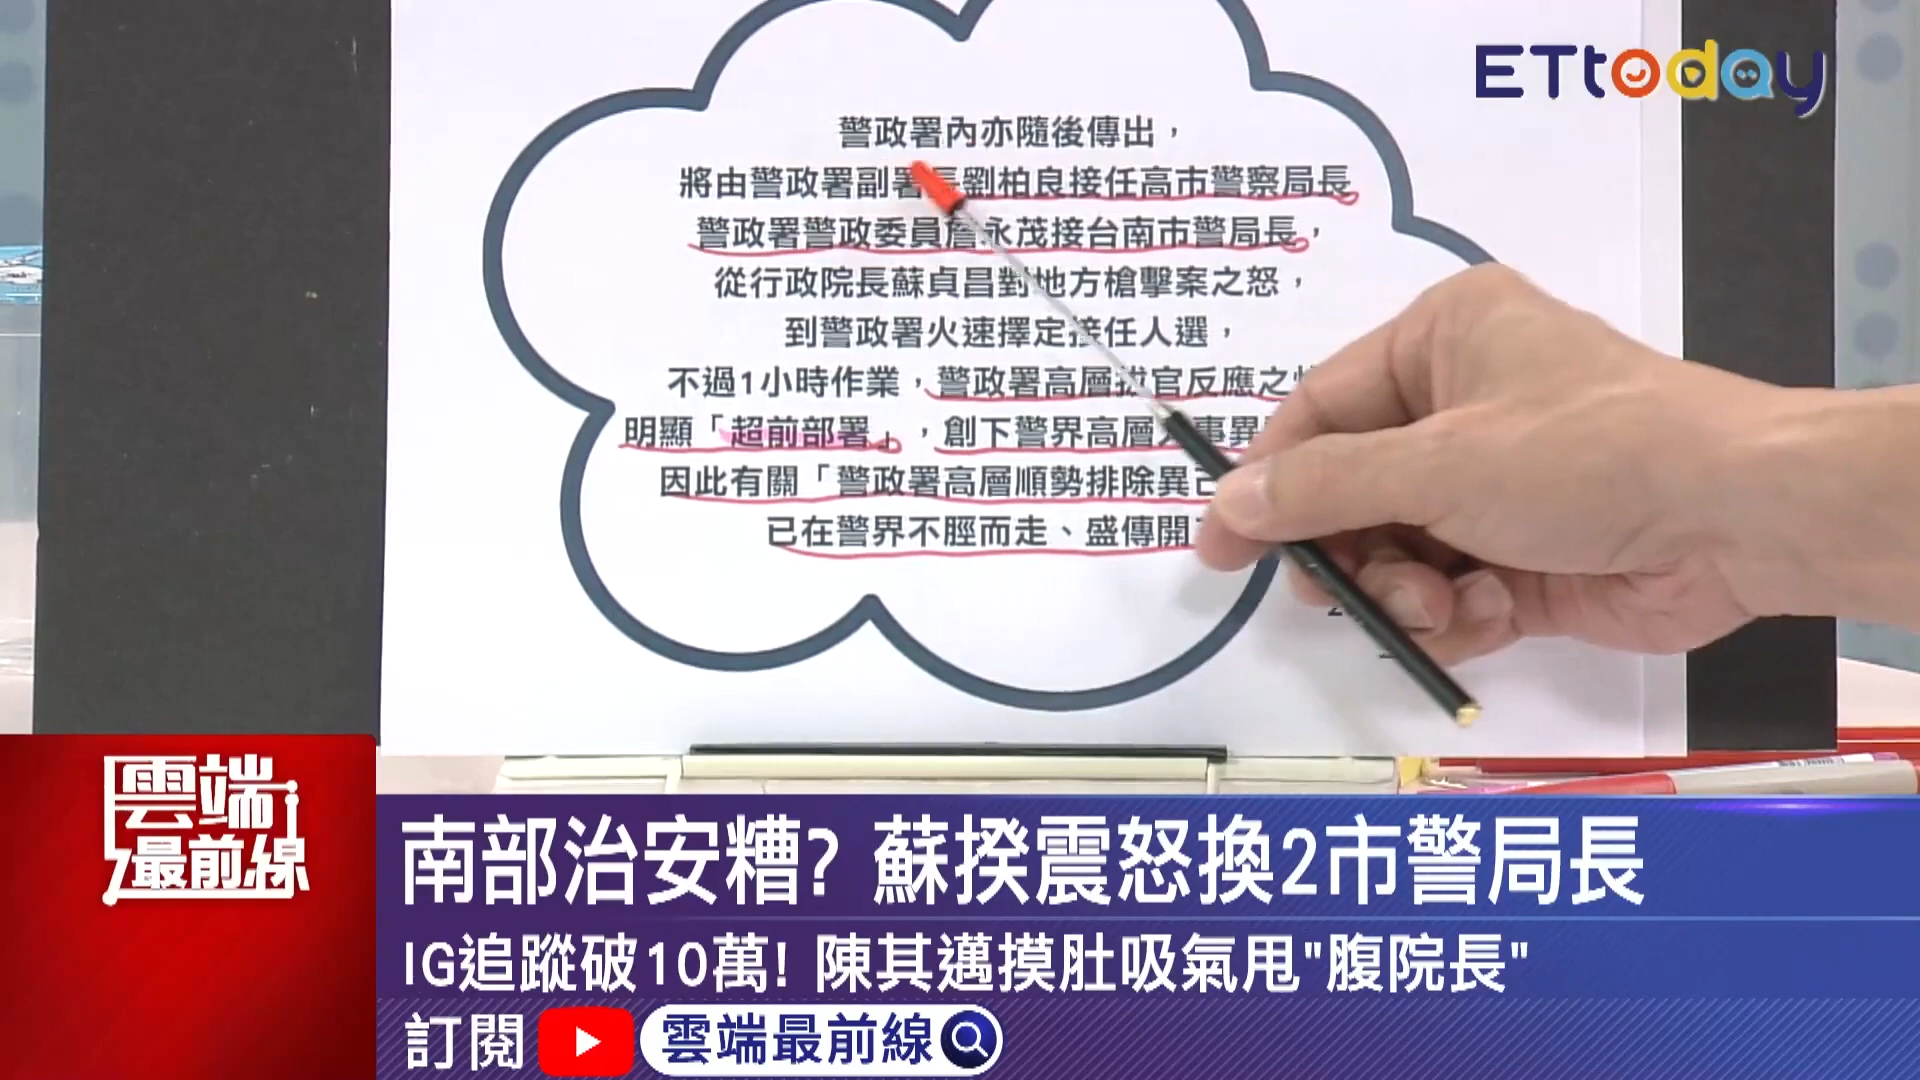 ETtoday
警政署內亦隨後傳出，
將由警政署副署長劉柏良接任高市警察局長
警政署警政委員詹永茂接台南市警局長，
從行政院長蘇貞昌對地方槍擊案之怒，
到警政署火速擇定接任人選，
不過1小時作業，警政署高層拔官反應之
明顯「超前部署」，創下警界高層人事異
因此有關「警政署高層順勢排除異己
已在警界不脛而走、盛傳開
雲端最前線
南部治安糟? 蘇揆震怒換2市警局長
IG追蹤破10萬! 陳其邁摸肚吸氣甩"腹院長"
訂閱 雲端最前線